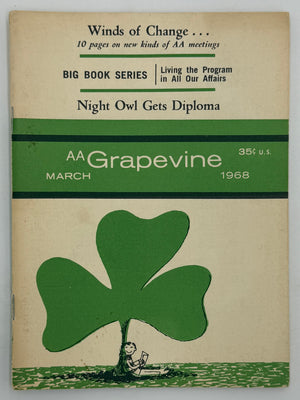 Winds of Change . . .
10 pages on new kinds of AA meetings
BIG BOOK SERIES
Living the Program
in All Our Affairs
Night Owl Gets Diploma
AA Grapevine
35¢ U.S.
MARCH
1968